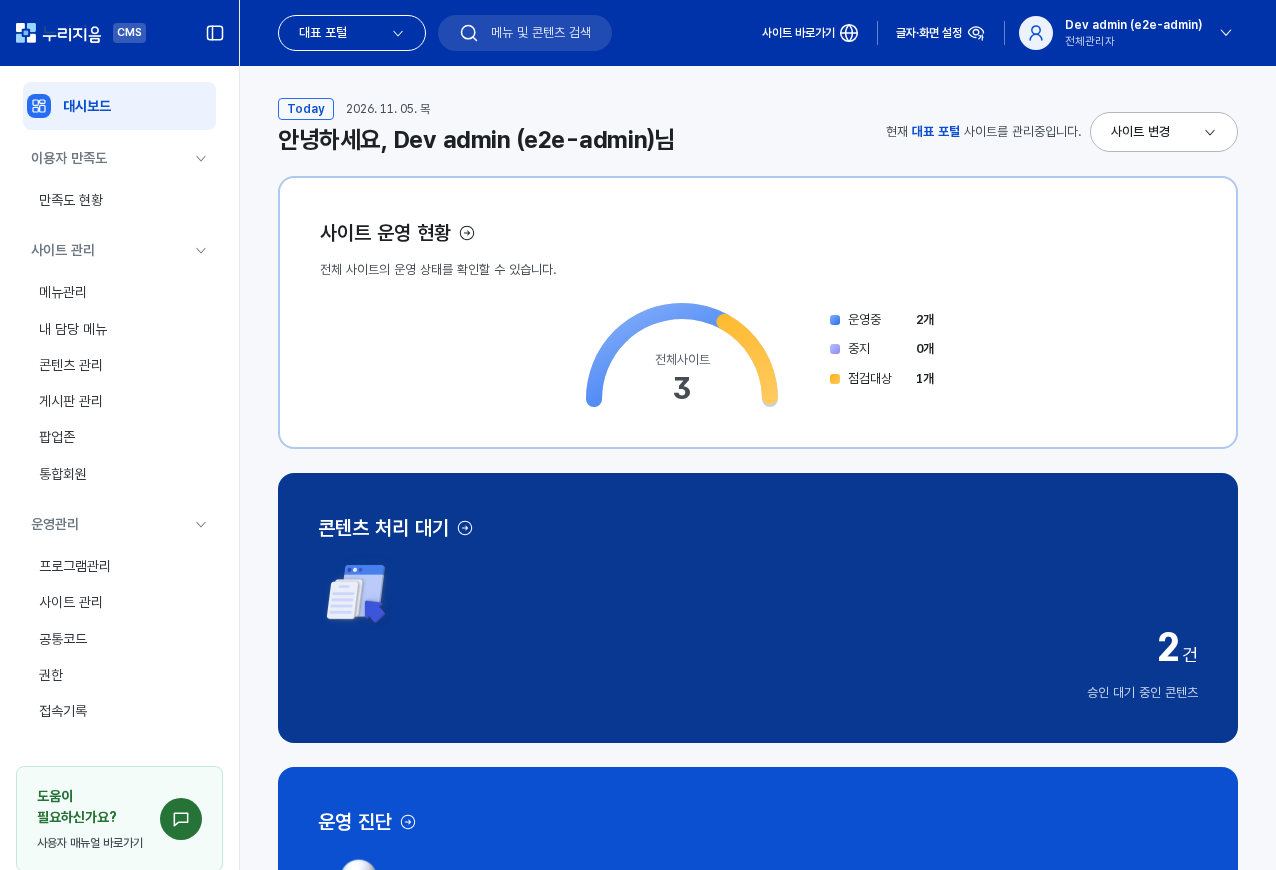 누리지음 CMS
대표 포털
메뉴 및 콘텐츠 검색
사이트 바로가기
글자·화면 설정
Dev admin (e2e-admin)
전체관리자
대시보드
이용자 만족도
만족도 현황
사이트 관리
메뉴관리
내 담당 메뉴
콘텐츠 관리
게시판 관리
팝업존
통합회원
운영관리
프로그램관리
사이트 관리
공통코드
권한
접속기록
도움이
필요하신가요?
사용자 매뉴얼 바로가기
Today 2026. 11. 05. 목
안녕하세요, Dev admin (e2e-admin)님
현재 대표 포털 사이트를 관리중입니다.
사이트 변경
사이트 운영 현황
전체 사이트의 운영 상태를 확인할 수 있습니다.
전체사이트
3
운영중 2개
중지 0개
점검대상 1개
콘텐츠 처리 대기
2 건
승인 대기 중인 콘텐츠
운영 진단